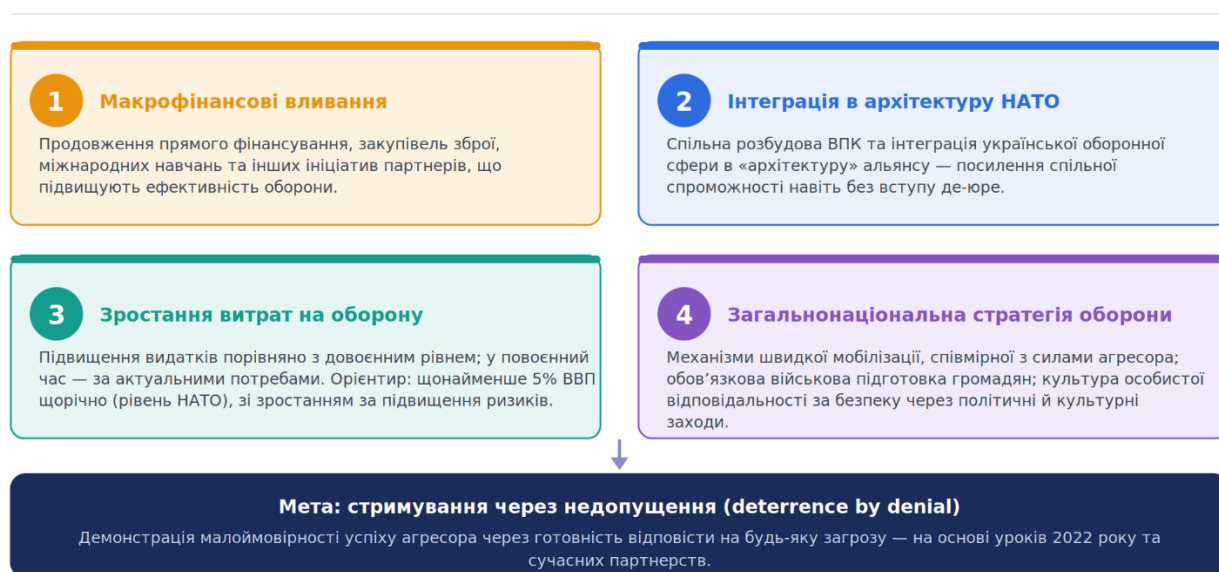 1
Макрофінансові вливання
Продовження прямого фінансування, закупівель зброї,
міжнародних навчань та інших ініціатив партнерів, що
підвищують ефективність оборони.
2
Інтеграція в архітектуру НАТО
Спільна розбудова ВПК та інтеграція української оборонної
сфери в «архітектуру» альянсу — посилення спільної
спроможності навіть без вступу де-юре.
3
Зростання витрат на оборону
Підвищення видатків порівняно з довоєнним рівнем; у повоєнний
час — за актуальними потребами. Орієнтир: щонайменше 5% ВВП
щорічно (рівень НАТО), зі зростанням за підвищення ризиків.
4
Загальнонаціональна стратегія оборони
Механізми швидкої мобілізації, співмірної з силами агресора;
обов’язкова військова підготовка громадян; культура особистої
відповідальності за безпеку через політичні й культурні
заходи.
Мета: стримування через недопущення (deterrence by denial)
Демонстрація малоймовірності успіху агресора через готовність відповісти на будь-яку загрозу — на основі уроків 2022 року та
сучасних партнерств.